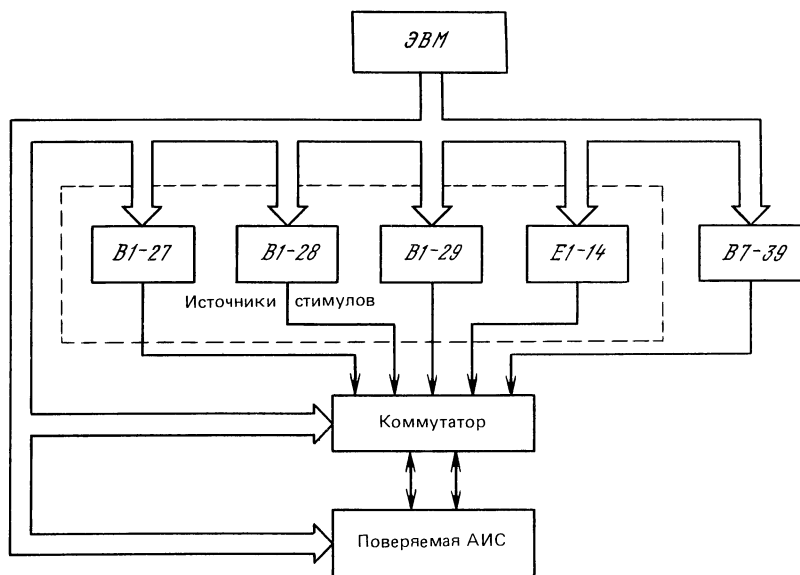 ЭВМ
В1-27
В1-28
В1-29
Е1-14
В7-39
Источники стимулов
Коммутатор
Поверяемая АИС